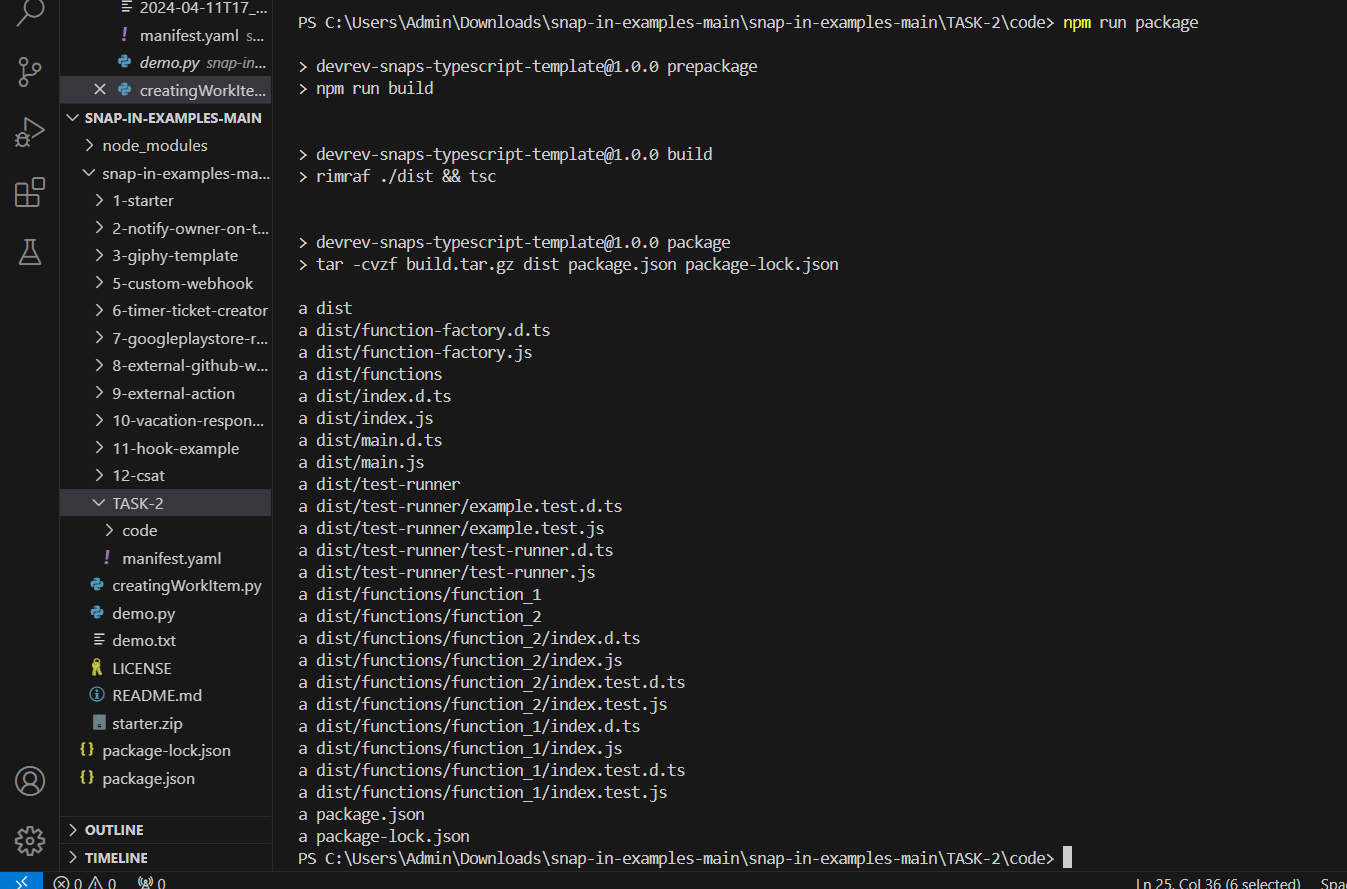 2024-04-11T17_...
manifest.yaml s...
demo.py snap-in...
creatingWorkIte...
SNAP-IN-EXAMPLES-MAIN
node_modules
snap-in-examples-ma...
1-starter
2-notify-owner-on-t...
3-giphy-template
5-custom-webhook
6-timer-ticket-creator
7-googleplaystore-r...
8-external-github-w...
9-external-action
10-vacation-respon...
11-hook-example
12-csat
TASK-2
code
manifest.yaml
creatingWorkItem.py
demo.py
demo.txt
LICENSE
README.md
starter.zip
package-lock.json
package.json
OUTLINE
TIMELINE
PS C:\Users\Admin\Downloads\snap-in-examples-main\snap-in-examples-main\TASK-2\code> npm run package
> devrev-snaps-typescript-template@1.0.0 prepackage
> npm run build
> devrev-snaps-typescript-template@1.0.0 build
> rimraf ./dist && tsc
> devrev-snaps-typescript-template@1.0.0 package
> tar -cvzf build.tar.gz dist package.json package-lock.json
a dist
a dist/function-factory.d.ts
a dist/function-factory.js
a dist/functions
a dist/index.d.ts
a dist/index.js
a dist/main.d.ts
a dist/main.js
a dist/test-runner
a dist/test-runner/example.test.d.ts
a dist/test-runner/example.test.js
a dist/test-runner/test-runner.d.ts
a dist/test-runner/test-runner.js
a dist/functions/function_1
a dist/functions/function_2
a dist/functions/function_2/index.d.ts
a dist/functions/function_2/index.js
a dist/functions/function_2/index.test.d.ts
a dist/functions/function_2/index.test.js
a dist/functions/function_1/index.d.ts
a dist/functions/function_1/index.js
a dist/functions/function_1/index.test.d.ts
a dist/functions/function_1/index.test.js
a package.json
a package-lock.json
PS C:\Users\Admin\Downloads\snap-in-examples-main\snap-in-examples-main\TASK-2\code>
0 0 0 Ln 25, Col 36 (6 selected) Spa